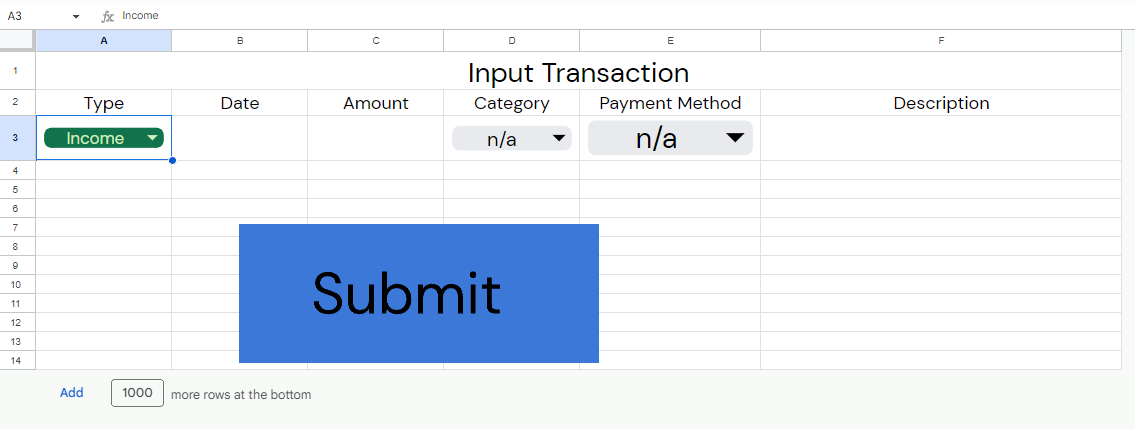 A3 fx Income
A B C D E F
1 Input Transaction
2 Type Date Amount Category Payment Method Description
3 Income n/a n/a
4
5
6
7
8
9
10
11
12
13
14
Submit
Add 1000 more rows at the bottom